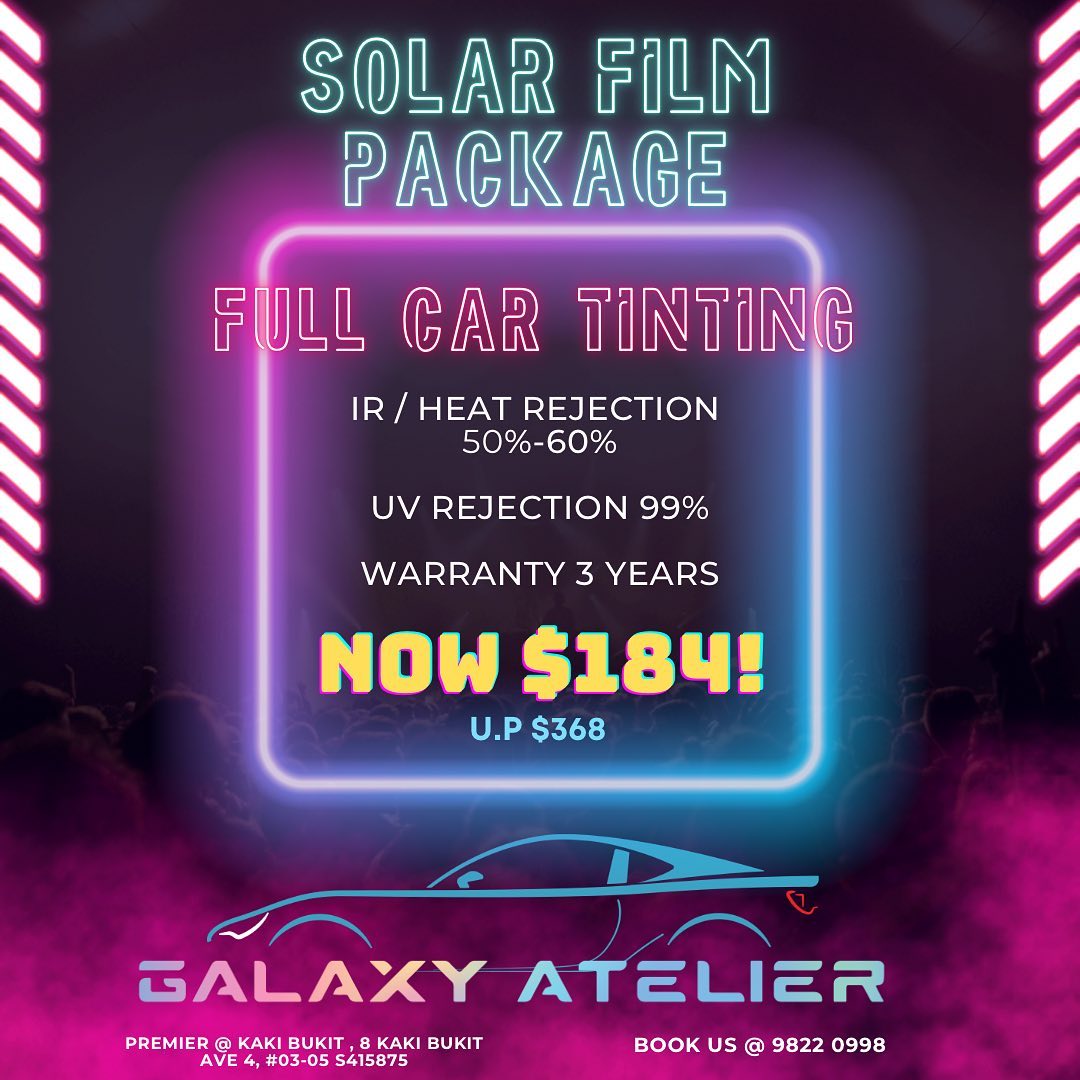 SOLAR FILM
PACKAGE
FULL CAR TINTING
IR / HEAT REJECTION
50%-60%
UV REJECTION 99%
WARRANTY 3 YEARS
NOW $184!
U.P $368
GALAXY ATELIER
PREMIER @ KAKI BUKIT , 8 KAKI BUKIT
AVE 4, #03-05 S415875
BOOK US @ 9822 0998